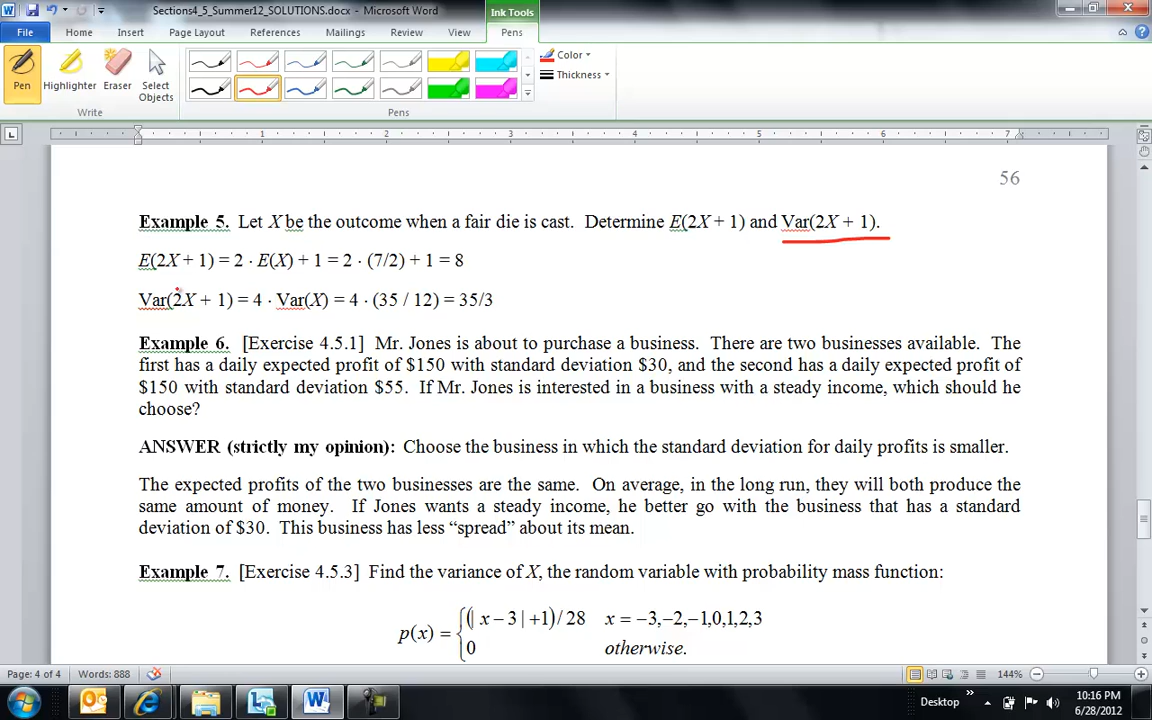 Sections4_5_Summer12_SOLUTIONS.docx - Microsoft Word
Ink Tools
File Home Insert Page Layout References Mailings Review View Pens
Pen Highlighter Eraser Select Objects
Color
Thickness
Write Pens
1 2 3 4 5 6 7
56
Example 5. Let X be the outcome when a fair die is cast. Determine E(2X + 1) and Var(2X + 1).
E(2X + 1) = 2 · E(X) + 1 = 2 · (7/2) + 1 = 8
Var(2X + 1) = 4 · Var(X) = 4 · (35 / 12) = 35/3
Example 6. [Exercise 4.5.1] Mr. Jones is about to purchase a business. There are two businesses available. The
first has a daily expected profit of $150 with standard deviation $30, and the second has a daily expected profit of
$150 with standard deviation $55. If Mr. Jones is interested in a business with a steady income, which should he
choose?
ANSWER (strictly my opinion): Choose the business in which the standard deviation for daily profits is smaller.
The expected profits of the two businesses are the same. On average, in the long run, they will both produce the
same amount of money. If Jones wants a steady income, he better go with the business that has a standard
deviation of $30. This business has less “spread” about its mean.
Example 7. [Exercise 4.5.3] Find the variance of X, the random variable with probability mass function:
p(x) = { (| x − 3 | +1) / 28 x = −3,−2,−1,0,1,2,3
0 otherwise.
Page: 4 of 4 Words: 888 144%
Desktop 10:16 PM
6/28/2012